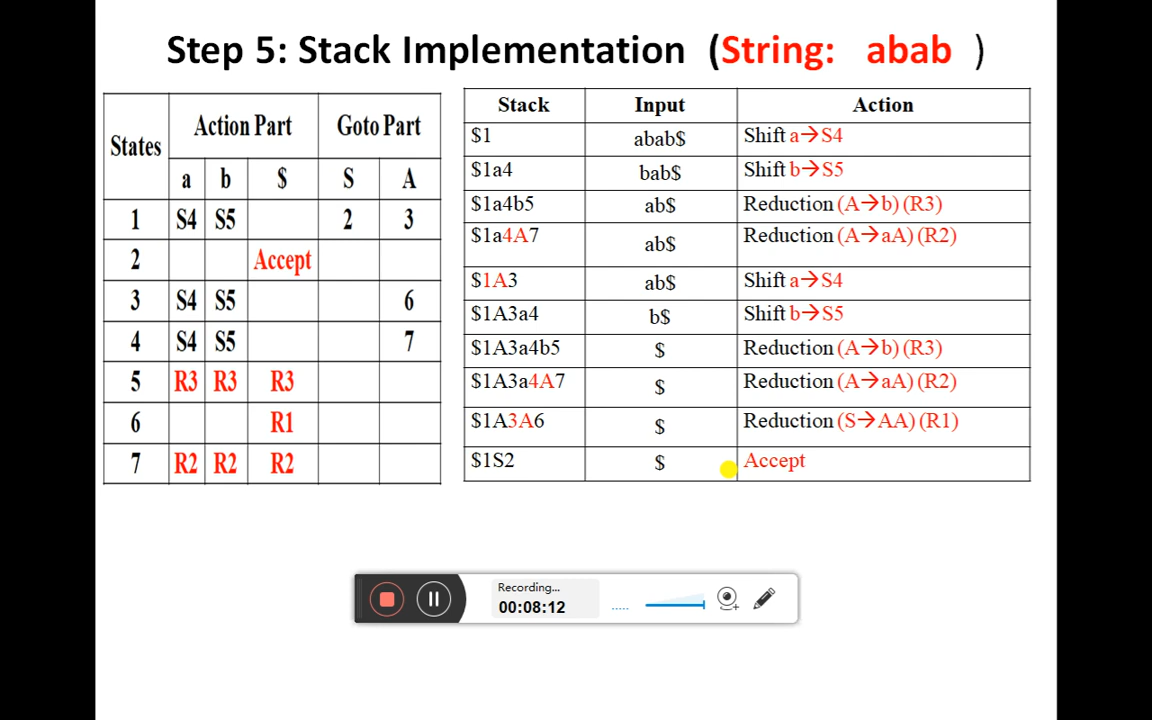 Step 5: Stack Implementation (String: abab )
States Action Part Goto Part
a b $ S A
1 S4 S5 2 3
2 Accept
3 S4 S5 6
4 S4 S5 7
5 R3 R3 R3
6 R1
7 R2 R2 R2
Stack Input Action
$1 abab$ Shift a→S4
$1a4 bab$ Shift b→S5
$1a4b5 ab$ Reduction (A→b) (R3)
$1a4A7 ab$ Reduction (A→aA) (R2)
$1A3 ab$ Shift a→S4
$1A3a4 b$ Shift b→S5
$1A3a4b5 $ Reduction (A→b) (R3)
$1A3a4A7 $ Reduction (A→aA) (R2)
$1A3A6 $ Reduction (S→AA) (R1)
$1S2 $ Accept
Recording...
00:08:12